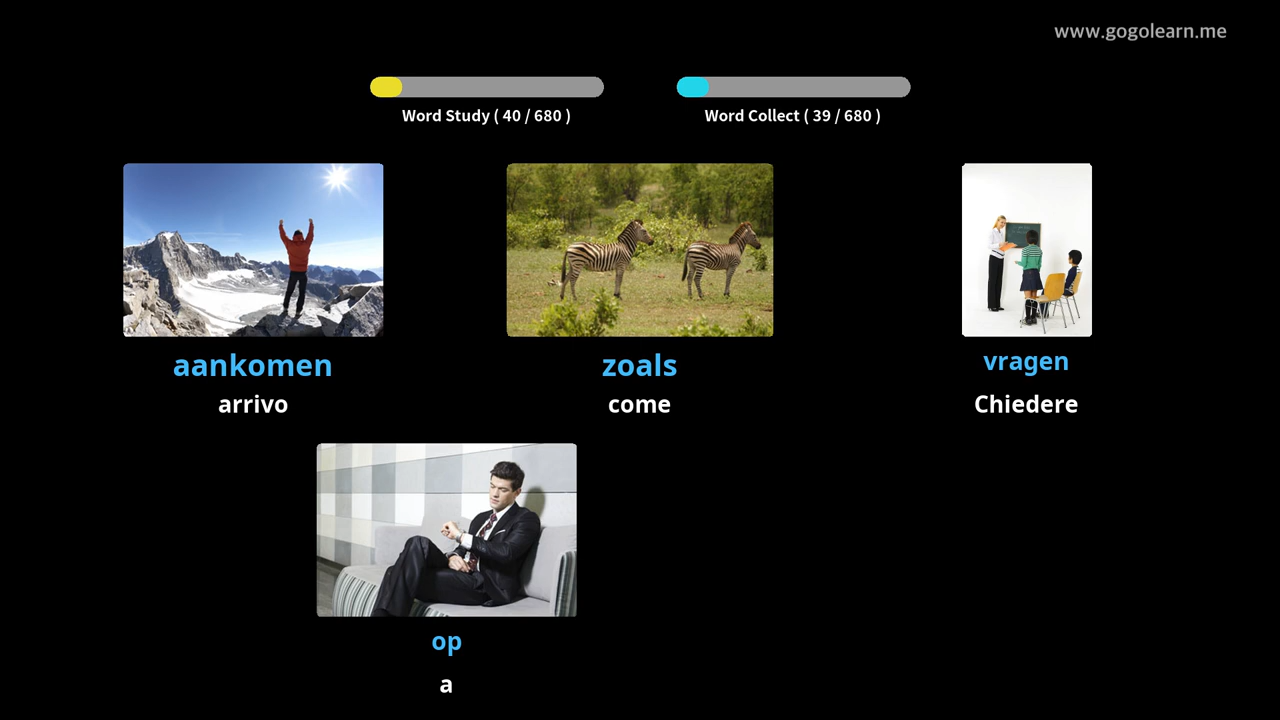 www.gogolearn.me
Word Study ( 40 / 680 )
Word Collect ( 39 / 680 )
aankomen
arrivo
zoals
come
vragen
Chiedere
op
a